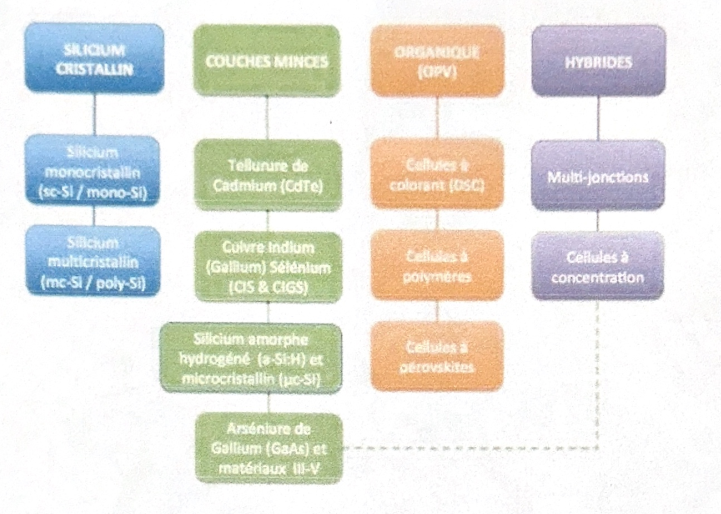 SILICIUM
CRISTALLIN
Silicium
monocristallin
(sc-Si / mono-Si)
Silicium
multicristallin
(mc-Si / poly-Si)
COUCHES MINCES
Tellurure de
Cadmium (CdTe)
Cuivre Indium
(Gallium) Sélénium
(CIS & CIGS)
Silicium amorphe
hydrogéné (a-Si:H) et
microcristallin (µc-Si)
Arséniure de
Gallium (GaAs) et
matériaux III-V
ORGANIQUE
(OPV)
Cellules à
colorant (DSC)
Cellules à
polymères
Cellules à
pérovskites
HYBRIDES
Multi-jonctions
Cellules à
concentration